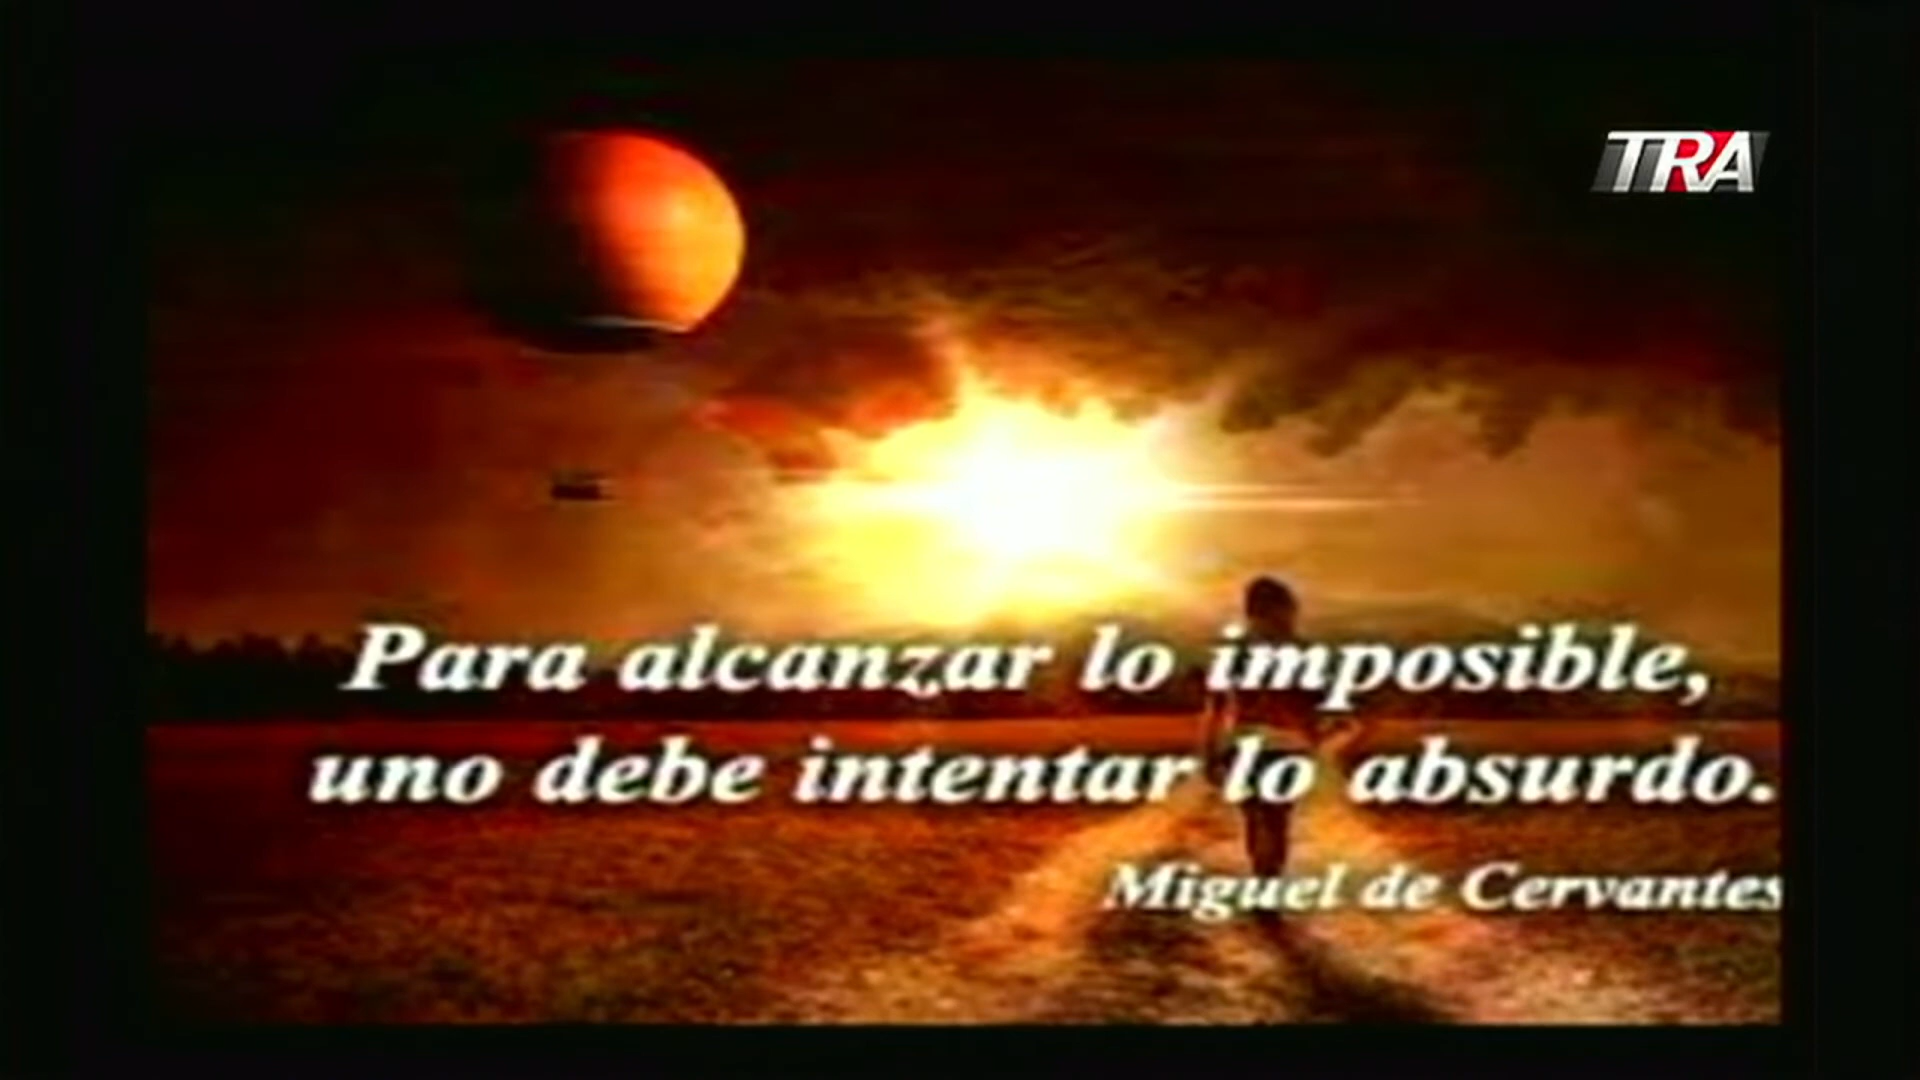 TRA
Para alcanzar lo imposible,
uno debe intentar lo absurdo.
Miguel de Cervantes